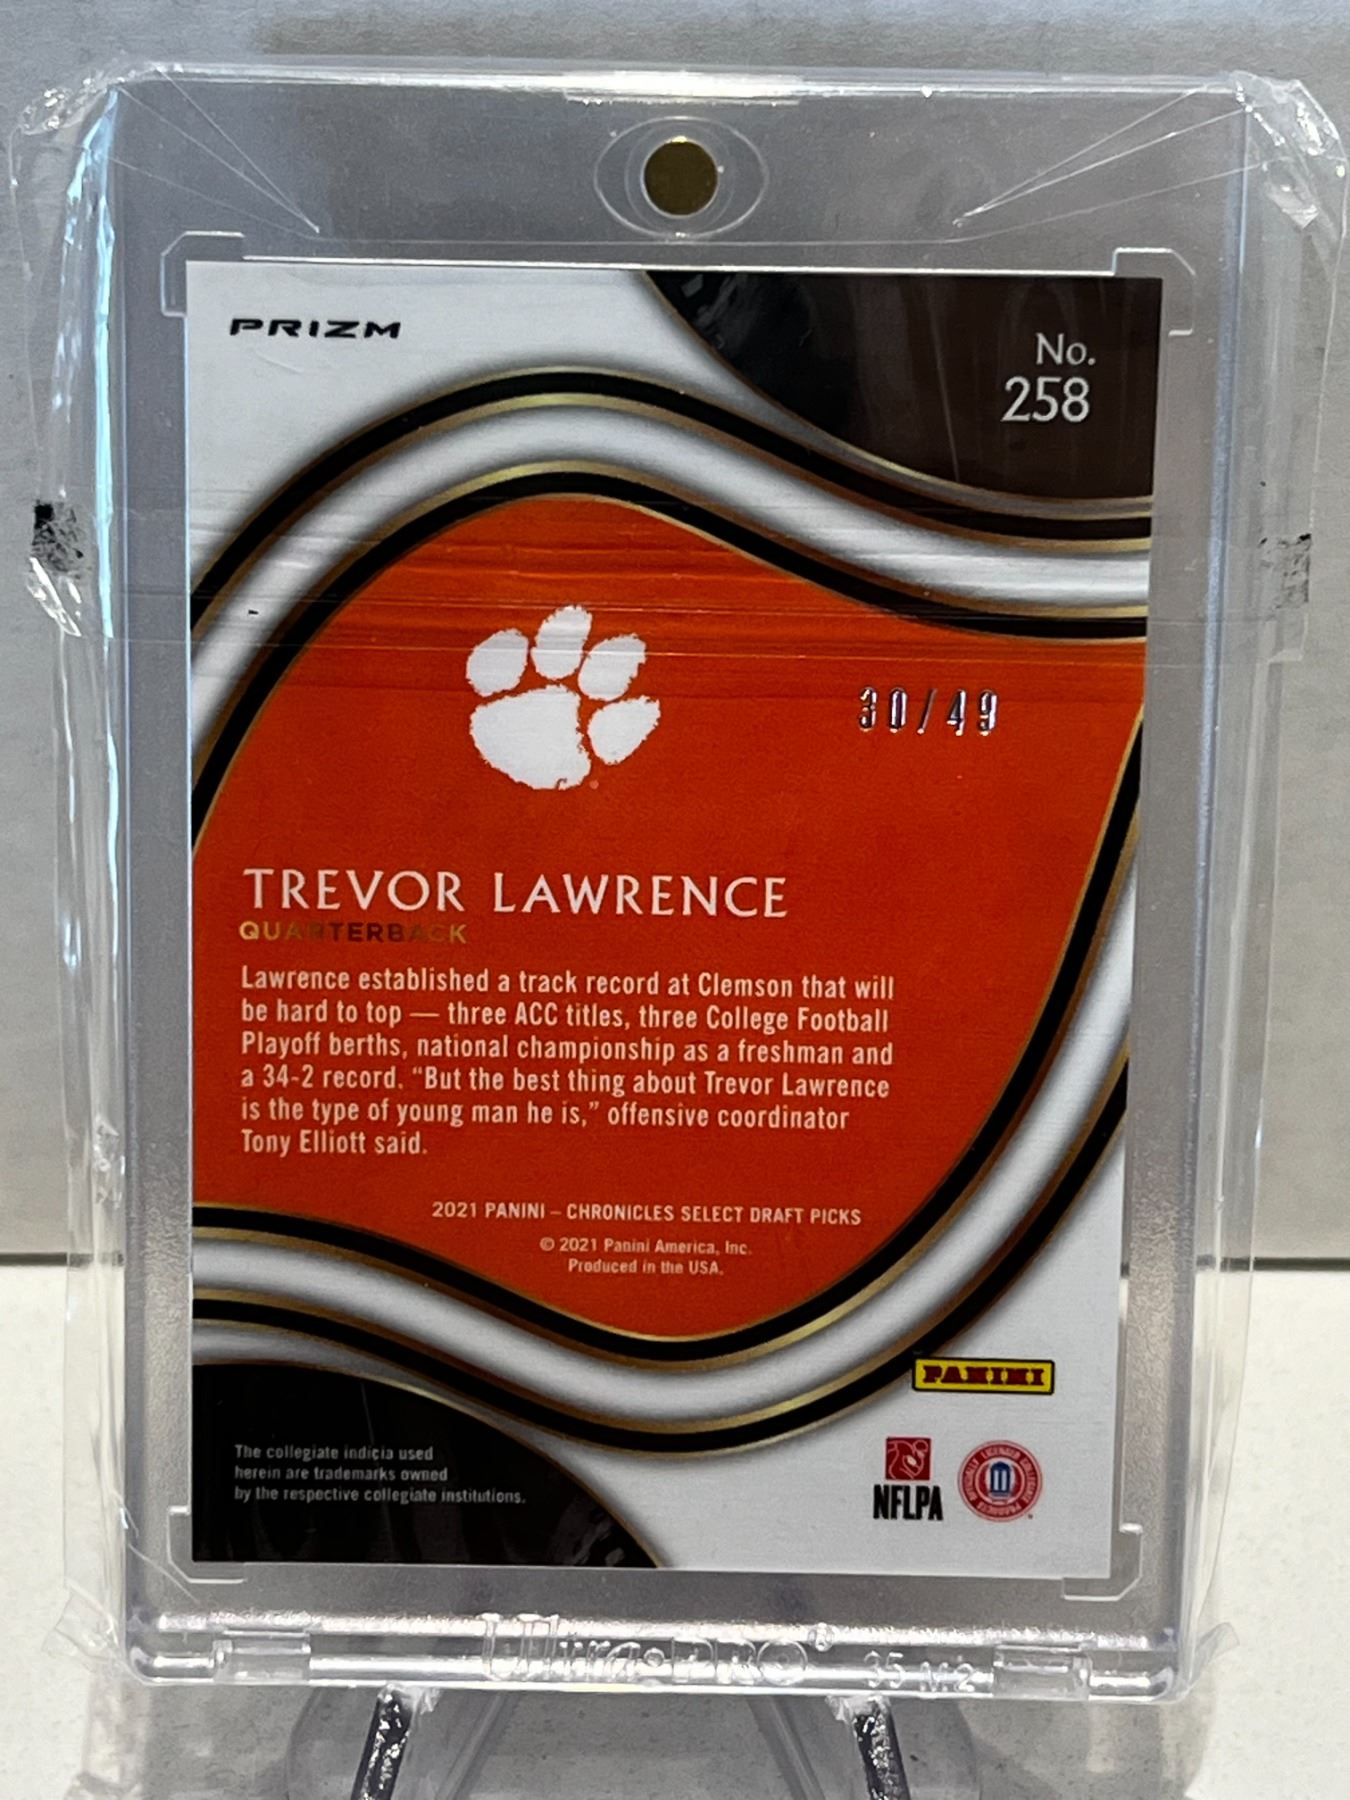 PRIZM
No.
258
30/49
TREVOR LAWRENCE
QUARTERBACK
Lawrence established a track record at Clemson that will
be hard to top — three ACC titles, three College Football
Playoff berths, national championship as a freshman and
a 34-2 record. “But the best thing about Trevor Lawrence
is the type of young man he is,” offensive coordinator
Tony Elliott said.
2021 PANINI – CHRONICLES SELECT DRAFT PICKS
© 2021 Panini America, Inc.
Produced in the USA.
PANINI
The collegiate indicia used
herein are trademarks owned
by the respective collegiate institutions.
NFLPA
OFFICIALLY LICENSED COLLEGIATE PRODUCTS
Ultra•PRO®